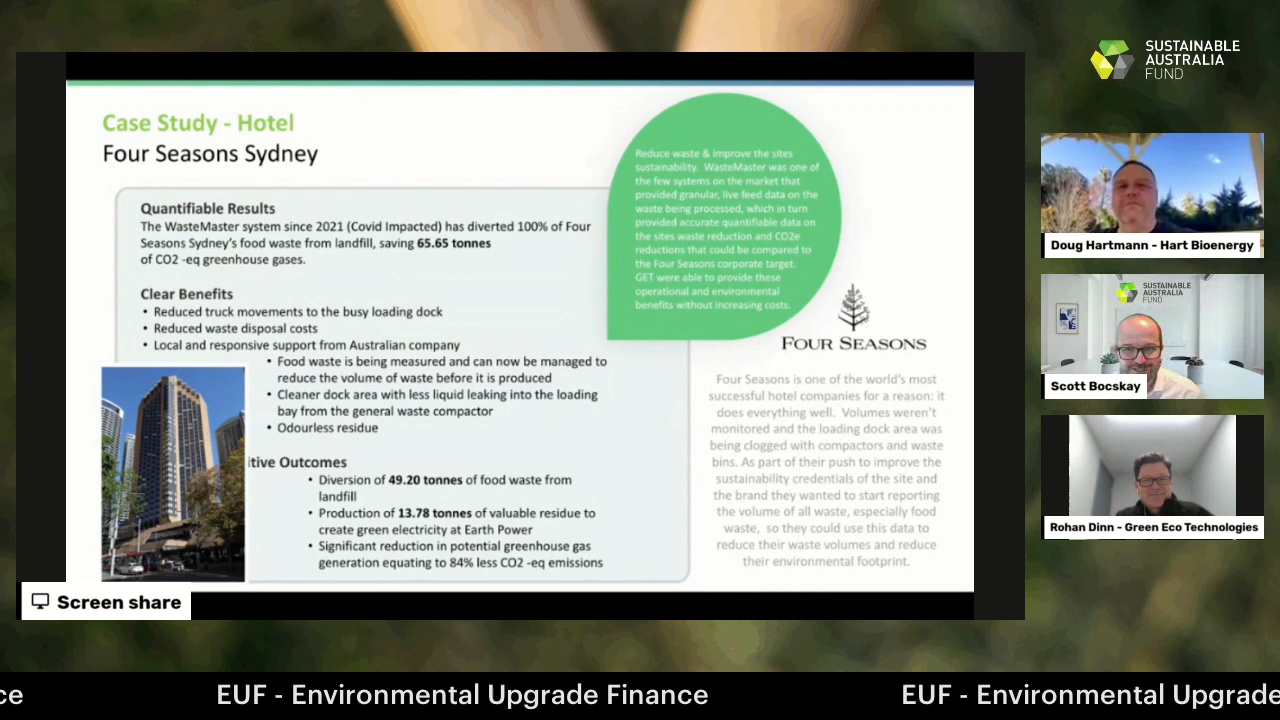 SUSTAINABLE
AUSTRALIA
FUND
Case Study - Hotel
Four Seasons Sydney
Quantifiable Results
The WasteMaster system since 2021 (Covid Impacted) has diverted 100% of Four
Seasons Sydney's food waste from landfill, saving 65.65 tonnes
of CO2 -eq greenhouse gases.
Clear Benefits
• Reduced truck movements to the busy loading dock
• Reduced waste disposal costs
• Local and responsive support from Australian company
• Food waste is being measured and can now be managed to
reduce the volume of waste before it is produced
• Cleaner dock area with less liquid leaking into the loading
bay from the general waste compactor
• Odourless residue
itive Outcomes
• Diversion of 49.20 tonnes of food waste from
landfill
• Production of 13.78 tonnes of valuable residue to
create green electricity at Earth Power
• Significant reduction in potential greenhouse gas
generation equating to 84% less CO2 -eq emissions
Reduce waste & improve the sites
sustainability. WasteMaster was one of
the few systems on the market that
provided granular, live feed data on the
waste being processed, which in turn
provided accurate quantifiable data on
the sites waste reduction and CO2e
reductions that could be compared to
the Four Seasons corporate target.
GET were able to provide these
operational and environmental
benefits without increasing costs.
FOUR SEASONS
Four Seasons is one of the world's most
successful hotel companies for a reason: it
does everything well. Volumes weren't
monitored and the loading dock area was
being clogged with compactors and waste
bins. As part of their push to improve the
sustainability credentials of the site and
the brand they wanted to start reporting
the volume of all waste, especially food
waste, so they could use this data to
reduce their waste volumes and reduce
their environmental footprint.
Screen share
Doug Hartmann - Hart Bioenergy
SUSTAINABLE
AUSTRALIA
FUND
Scott Bocskay
Rohan Dinn - Green Eco Technologies
ce EUF - Environmental Upgrade Finance EUF - Environmental Upgrade